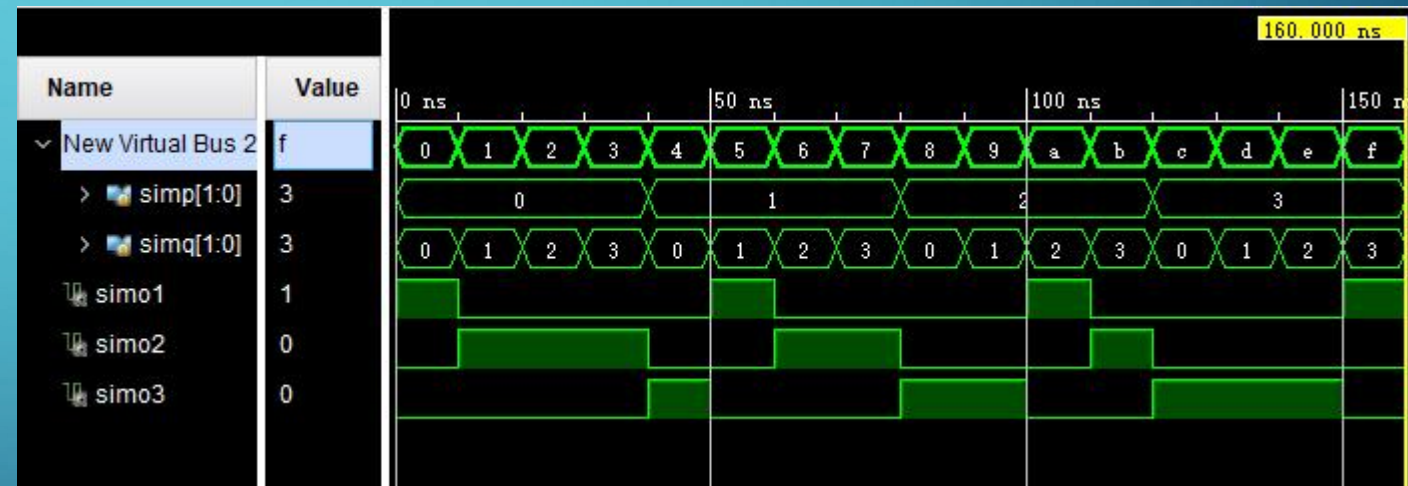 160.000 ns
Name Value 0 ns 50 ns 100 ns 150 n
New Virtual Bus 2 f 0 1 2 3 4 5 6 7 8 9 a b c d e f
simp[1:0] 3 0 1 2 3
simq[1:0] 3 0 1 2 3 0 1 2 3 0 1 2 3 0 1 2 3
simo1 1
simo2 0
simo3 0